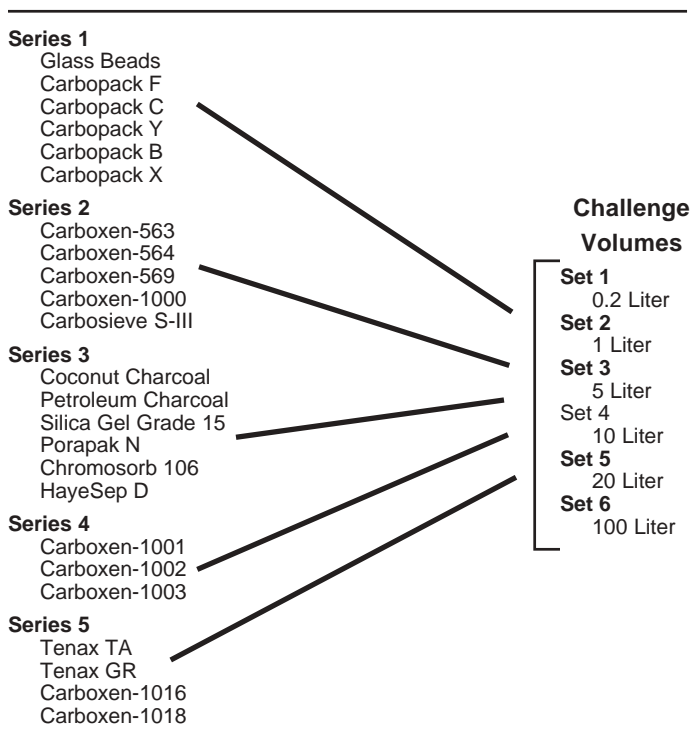 Series 1
Glass Beads
Carbopack F
Carbopack C
Carbopack Y
Carbopack B
Carbopack X
Series 2
Carboxen-563
Carboxen-564
Carboxen-569
Carboxen-1000
Carbosieve S-III
Series 3
Coconut Charcoal
Petroleum Charcoal
Silica Gel Grade 15
Porapak N
Chromosorb 106
HayeSep D
Series 4
Carboxen-1001
Carboxen-1002
Carboxen-1003
Series 5
Tenax TA
Tenax GR
Carboxen-1016
Carboxen-1018
Challenge
Volumes
Set 1
0.2 Liter
Set 2
1 Liter
Set 3
5 Liter
Set 4
10 Liter
Set 5
20 Liter
Set 6
100 Liter